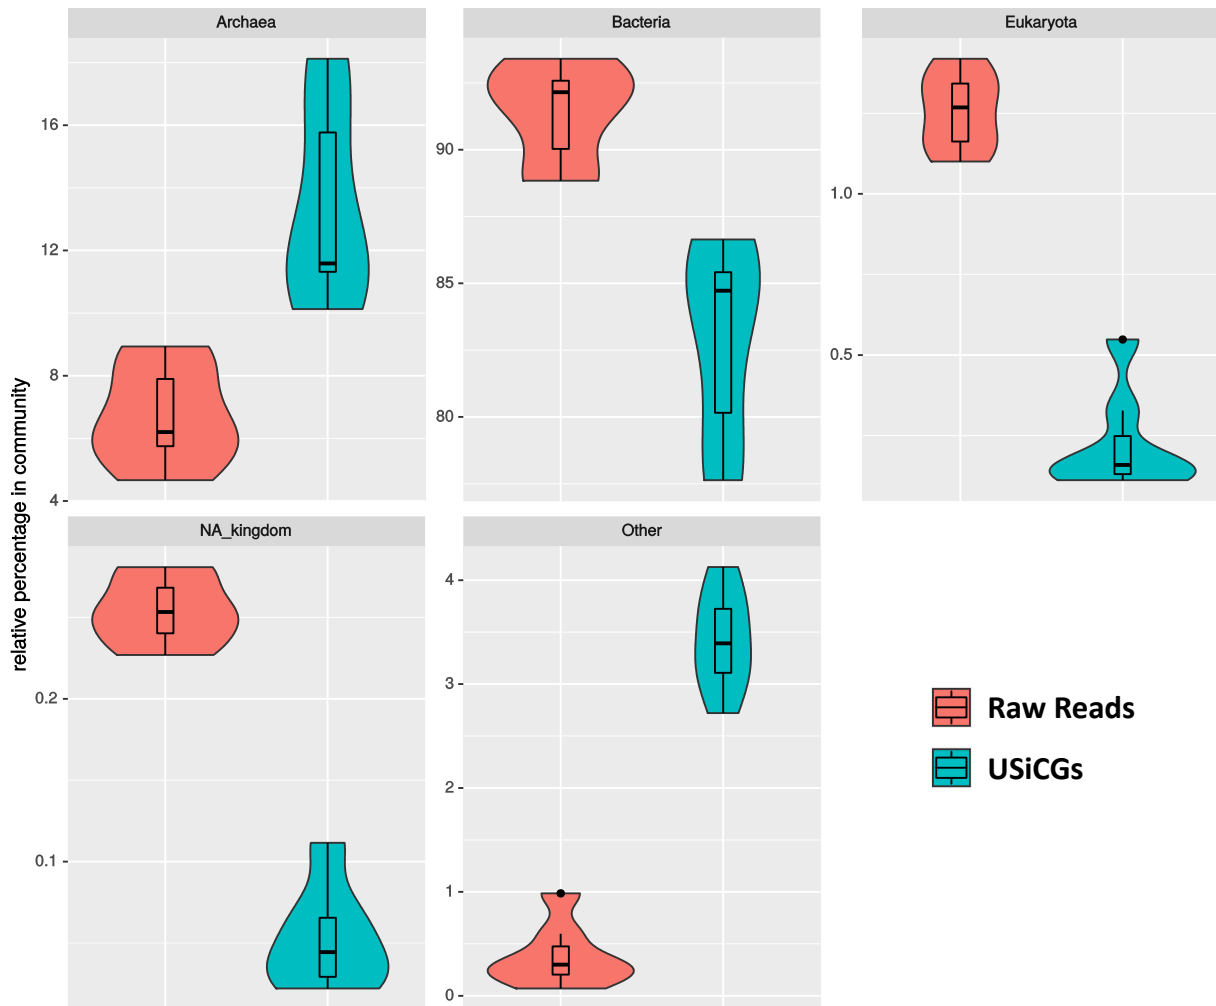 Archaea
Bacteria
Eukaryota
16
12
8
4
90
85
80
1.0
0.5
relative percentage in community
NA_kingdom
Other
0.2
0.1
4
3
2
1
0
Raw Reads
USiCGs